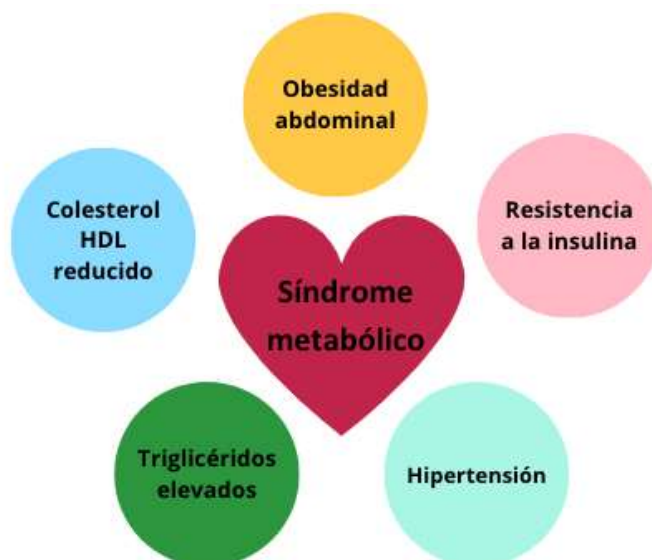 Obesidad
abdominal
Colesterol
HDL
reducido
Resistencia
a la insulina
Síndrome
metabólico
Triglicéridos
elevados
Hipertensión